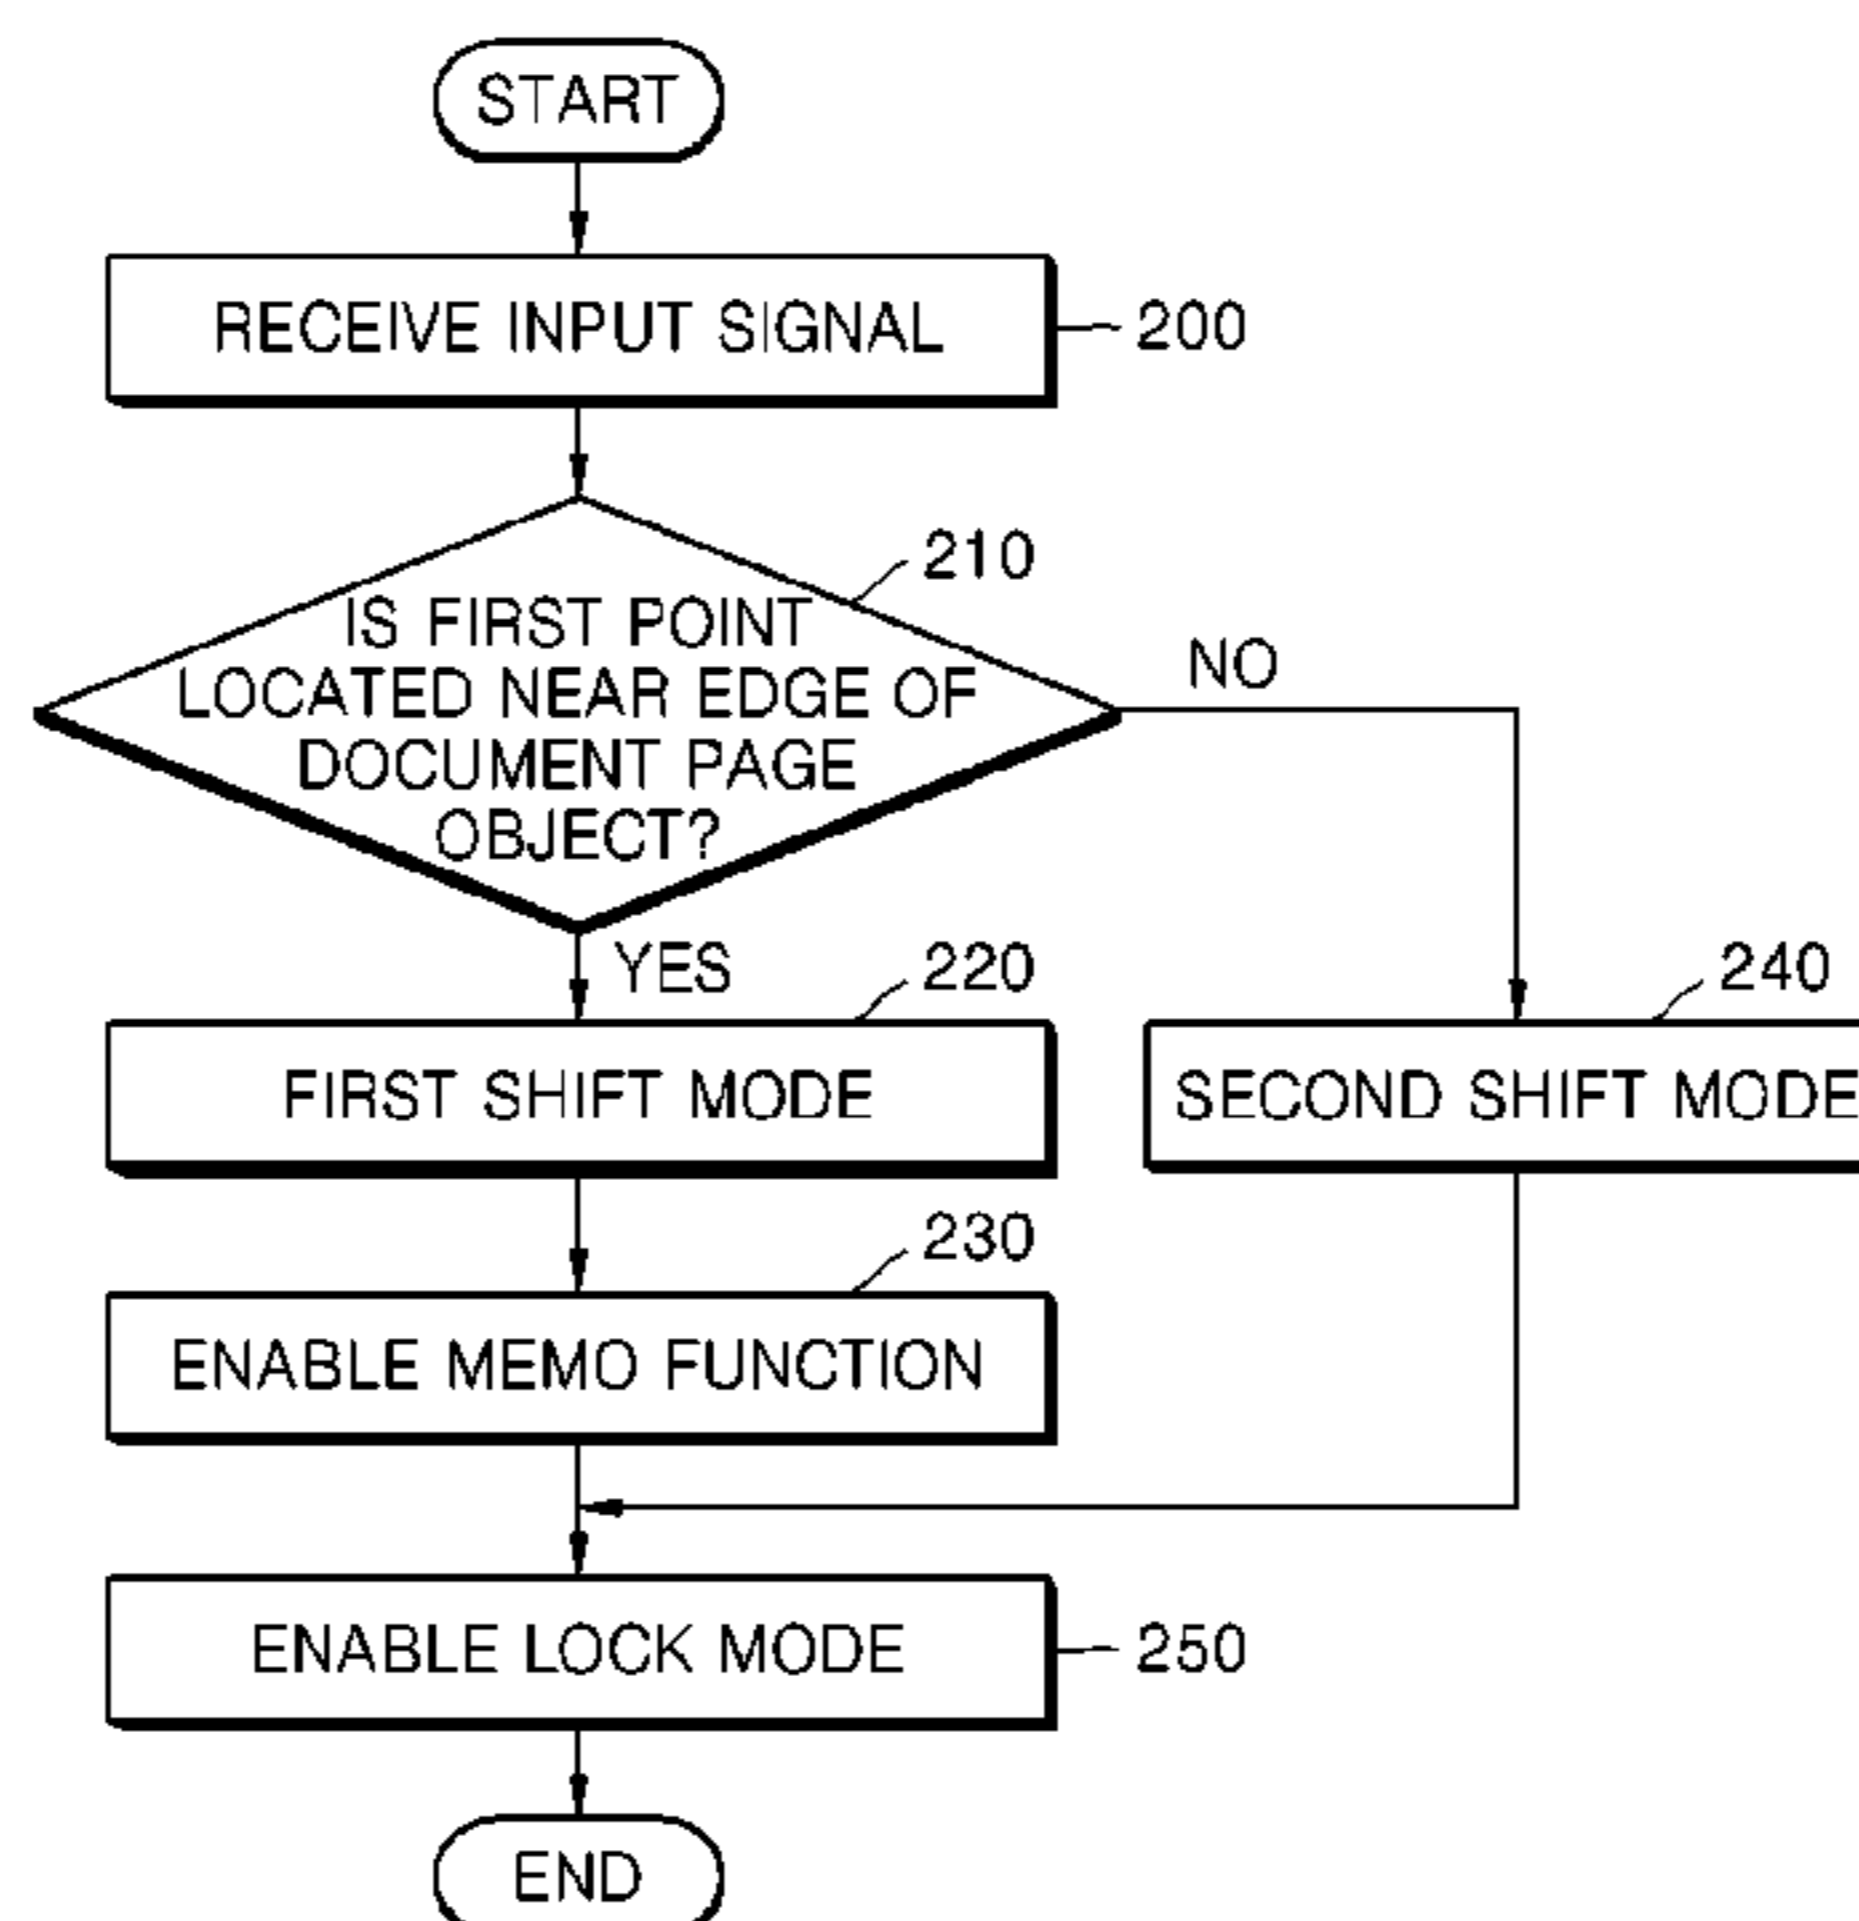 START
RECEIVE INPUT SIGNAL
200
210
IS FIRST POINT
LOCATED NEAR EDGE OF
DOCUMENT PAGE
OBJECT?
NO
YES
220
240
FIRST SHIFT MODE
SECOND SHIFT MODE
230
ENABLE MEMO FUNCTION
ENABLE LOCK MODE
250
END